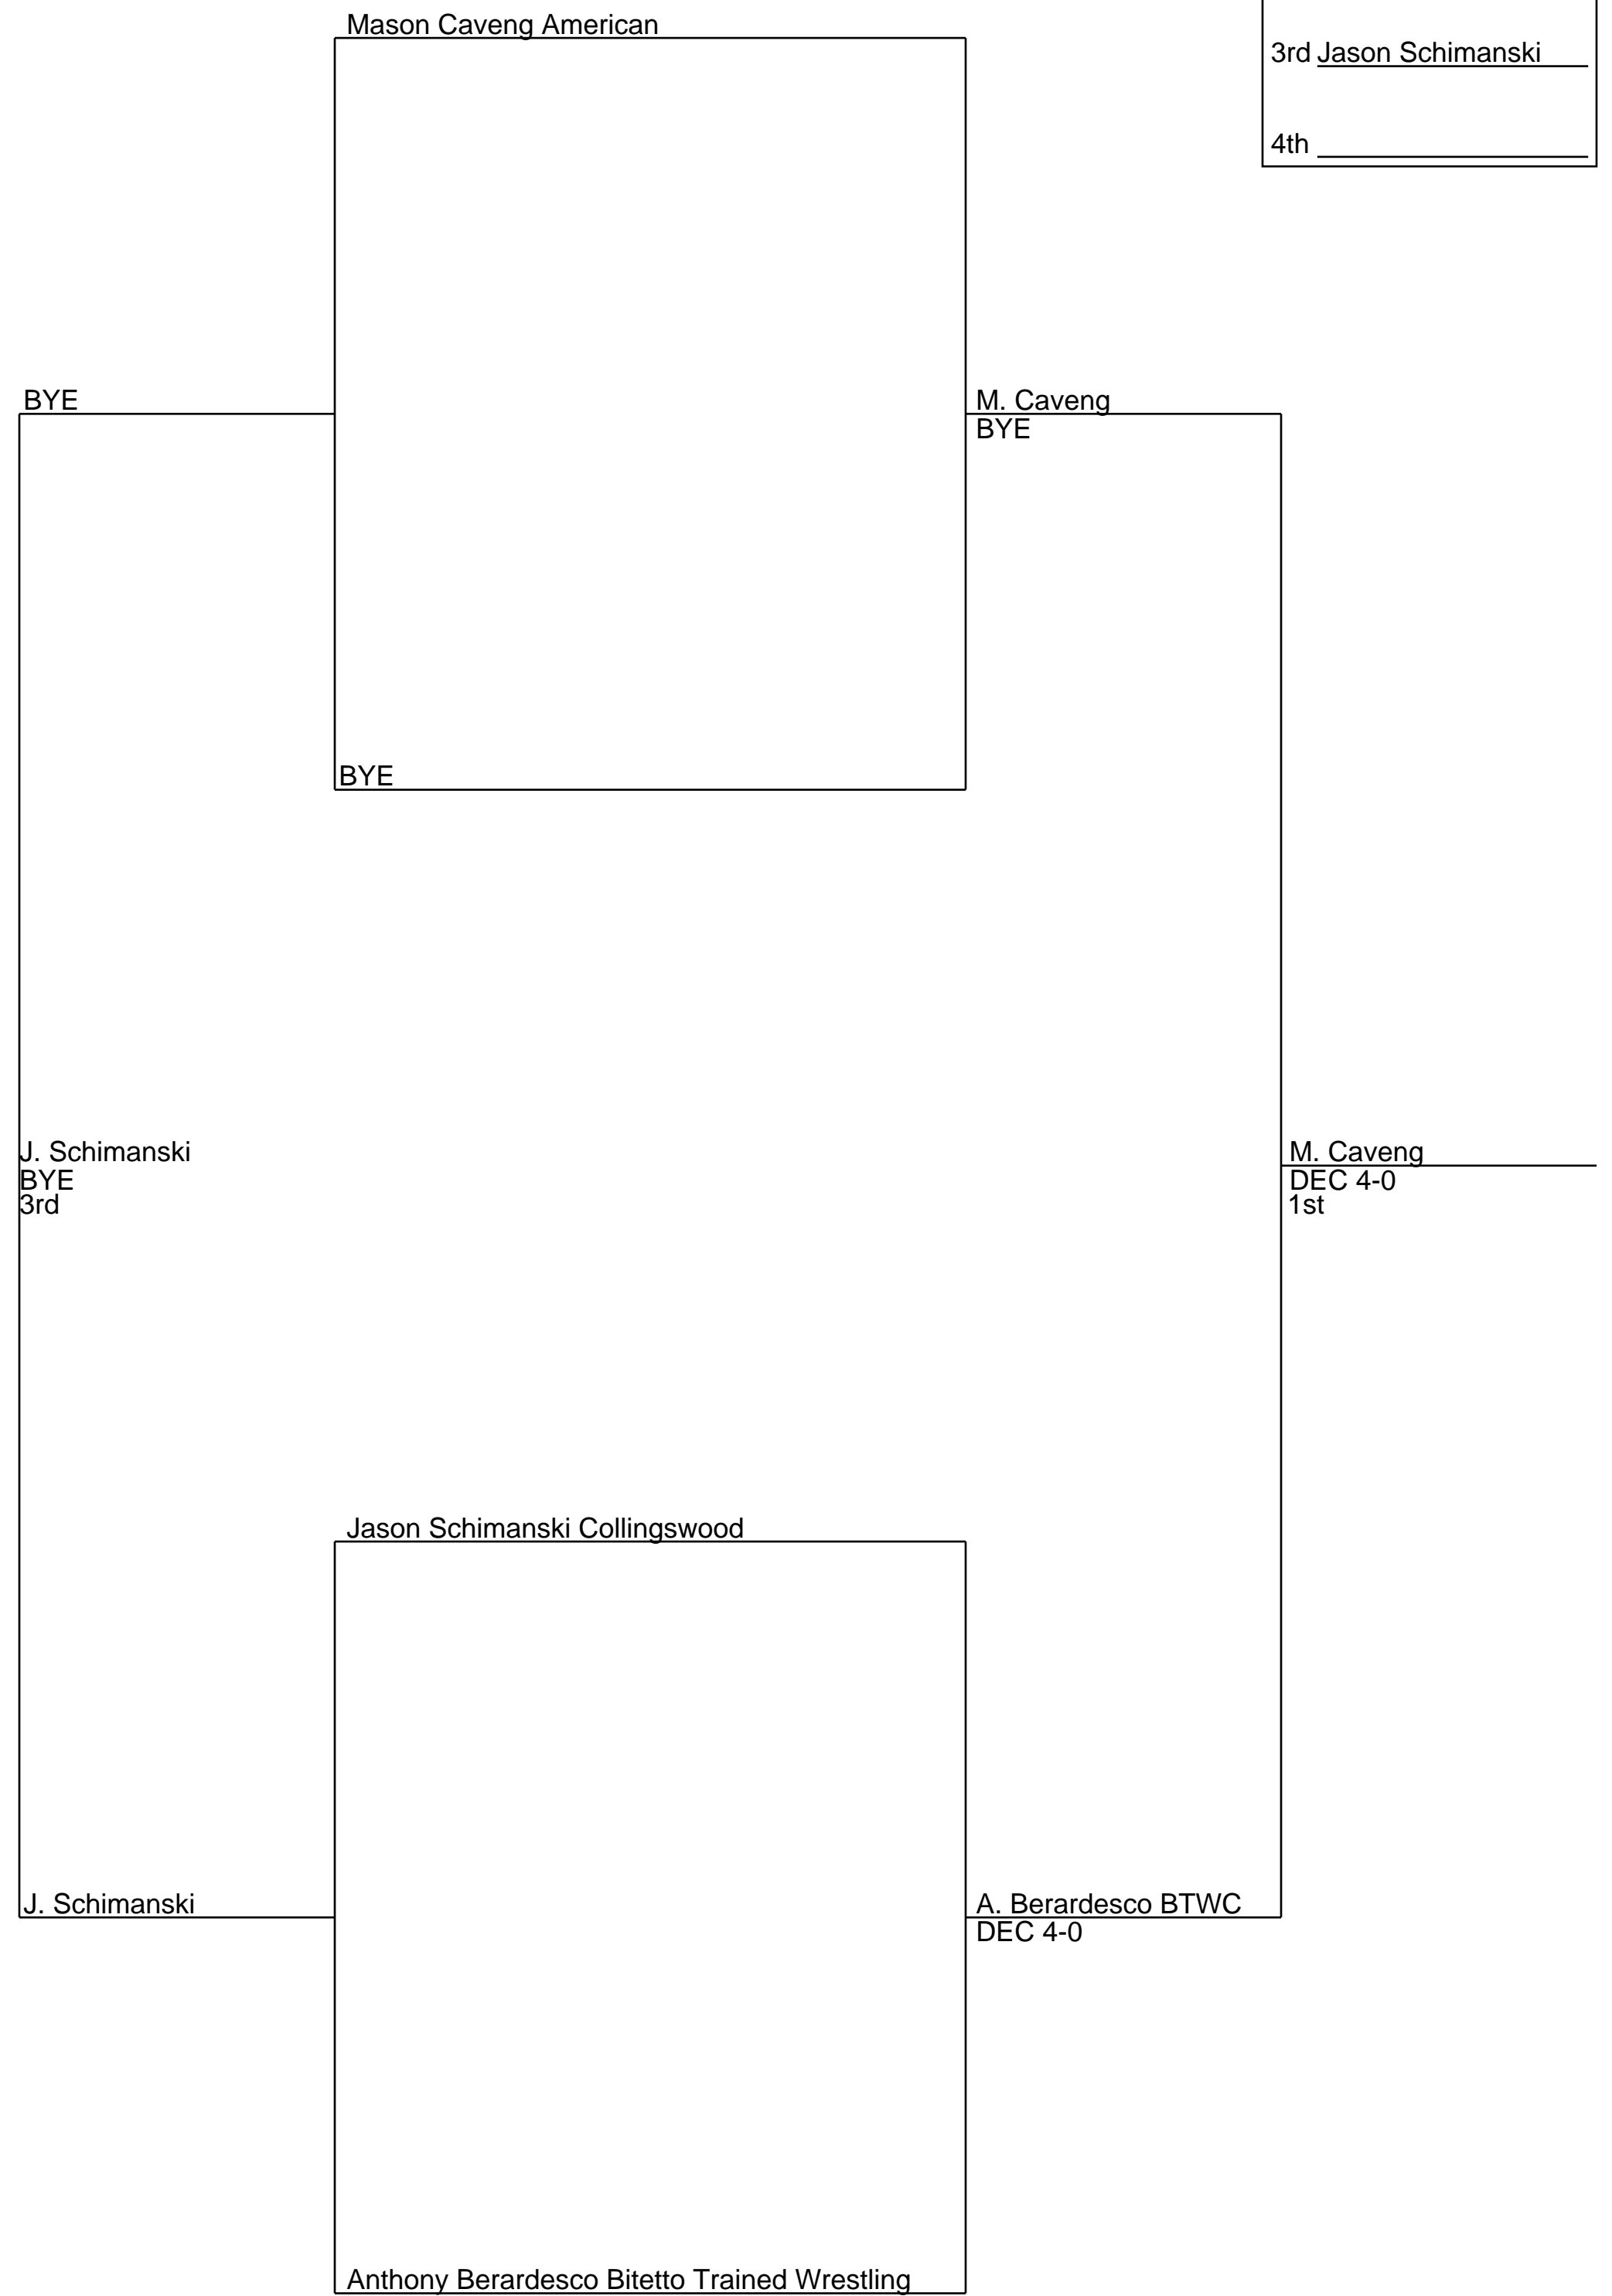 Mason Caveng American
3rd Jason Schimanski
4th
BYE
M. Caveng
BYE
BYE
J. Schimanski
BYE
3rd
M. Caveng
DEC 4-0
1st
Jason Schimanski Collingswood
J. Schimanski
A. Berardesco BTWC
DEC 4-0
Anthony Berardesco Bitetto Trained Wrestling